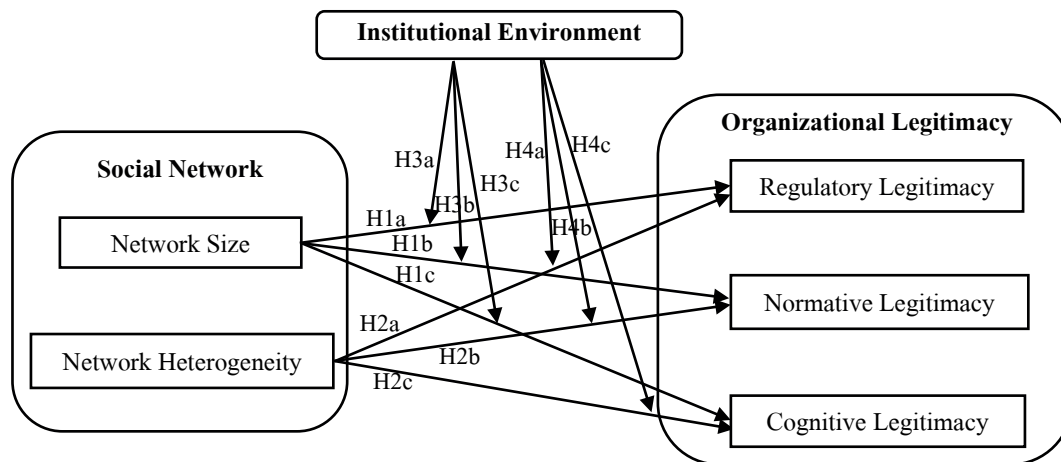 Institutional Environment
Organizational Legitimacy
Social Network
H3a
H4a
H4c
H3c
Regulatory Legitimacy
H3b
H1a
H4b
Network Size
H1b
H1c
Normative Legitimacy
H2a
Network Heterogeneity
H2b
H2c
Cognitive Legitimacy